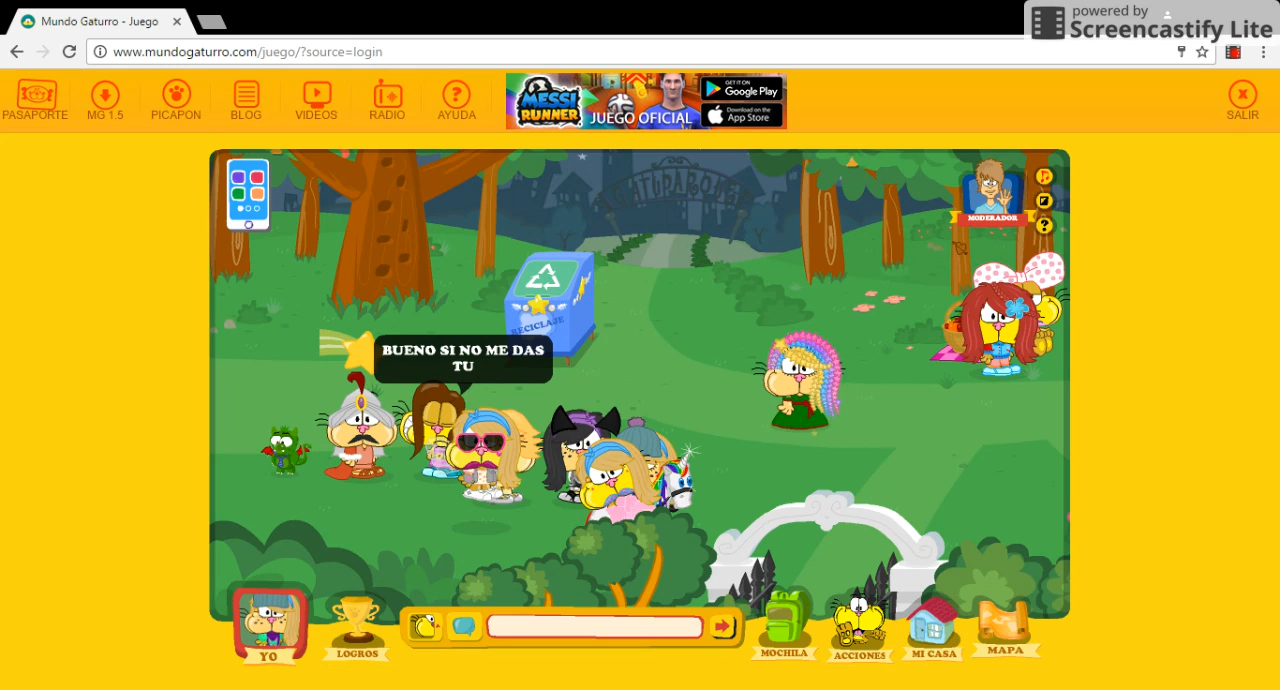 powered by
Screencastify Lite
Mundo Gaturro - Juego
www.mundogaturro.com/juego/?source=login
PASAPORTE
MG 1.5
PICAPON
BLOG
VIDEOS
RADIO
AYUDA
MESSI
RUNNER
JUEGO OFICIAL
GET IT ON
Google Play
Download on the
App Store
SALIR
MODERADOR
RECICLAJE
BUENO SI NO ME DAS
TU
YO
LOGROS
MOCHILA
ACCIONES
MI CASA
MAPA